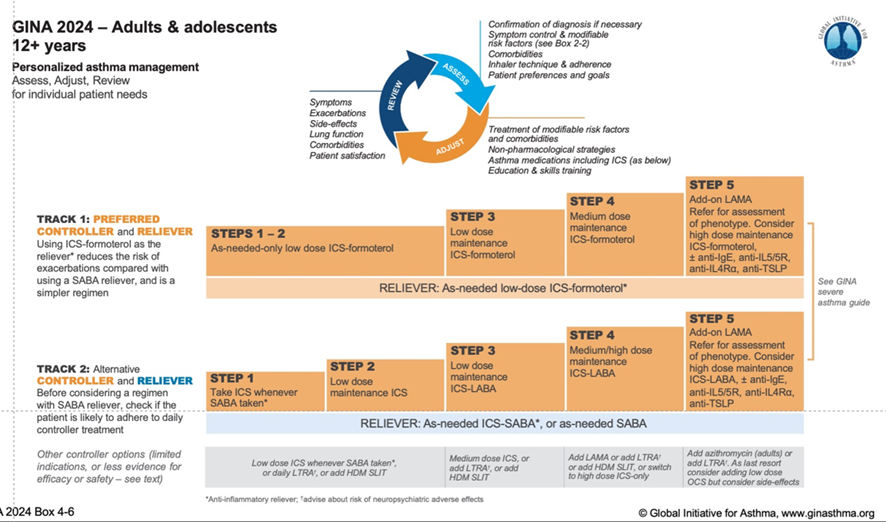 GINA 2024 – Adults & adolescents
12+ years
Personalized asthma management
Assess, Adjust, Review
for individual patient needs
Confirmation of diagnosis if necessary
Symptom control & modifiable
risk factors (see Box 2-2)
Comorbidities
Inhaler technique & adherence
Patient preferences and goals
GLOBAL INITIATIVE FOR
ASTHMA
REVIEW
ASSESS
ADJUST
Symptoms
Exacerbations
Side-effects
Lung function
Comorbidities
Patient satisfaction
Treatment of modifiable risk factors
and comorbidities
Non-pharmacological strategies
Asthma medications including ICS (as below)
Education & skills training
TRACK 1: PREFERRED
CONTROLLER and RELIEVER
Using ICS-formoterol as the
reliever* reduces the risk of
exacerbations compared with
using a SABA reliever, and is a
simpler regimen
STEPS 1 – 2
As-needed-only low dose ICS-formoterol
STEP 3
Low dose
maintenance
ICS-formoterol
STEP 4
Medium dose
maintenance
ICS-formoterol
STEP 5
Add-on LAMA
Refer for assessment
of phenotype. Consider
high dose maintenance
ICS-formoterol,
± anti-IgE, anti-IL5/5R,
anti-IL4Rα, anti-TSLP
RELIEVER: As-needed low-dose ICS-formoterol*
See GINA
severe
asthma guide
TRACK 2: Alternative
CONTROLLER and RELIEVER
Before considering a regimen
with SABA reliever, check if the
patient is likely to adhere to daily
controller treatment
STEP 1
Take ICS whenever
SABA taken*
STEP 2
Low dose
maintenance ICS
STEP 3
Low dose
maintenance
ICS-LABA
STEP 4
Medium/high dose
maintenance
ICS-LABA
STEP 5
Add-on LAMA
Refer for assessment
of phenotype. Consider
high dose maintenance
ICS-LABA, ± anti-IgE,
anti-IL5/5R, anti-IL4Rα,
anti-TSLP
RELIEVER: As-needed ICS-SABA*, or as-needed SABA
Other controller options (limited
indications, or less evidence for
efficacy or safety – see text)
Low dose ICS whenever SABA taken*,
or daily LTRA†, or add HDM SLIT
Medium dose ICS, or
add LTRA†, or add
HDM SLIT
Add LAMA or add LTRA†
or add HDM SLIT, or switch
to high dose ICS-only
Add azithromycin (adults) or
add LTRA†. As last resort
consider adding low dose
OCS but consider side-effects
*Anti-inflammatory reliever; †advise about risk of neuropsychiatric adverse effects
A 2024 Box 4-6
© Global Initiative for Asthma, www.ginasthma.org